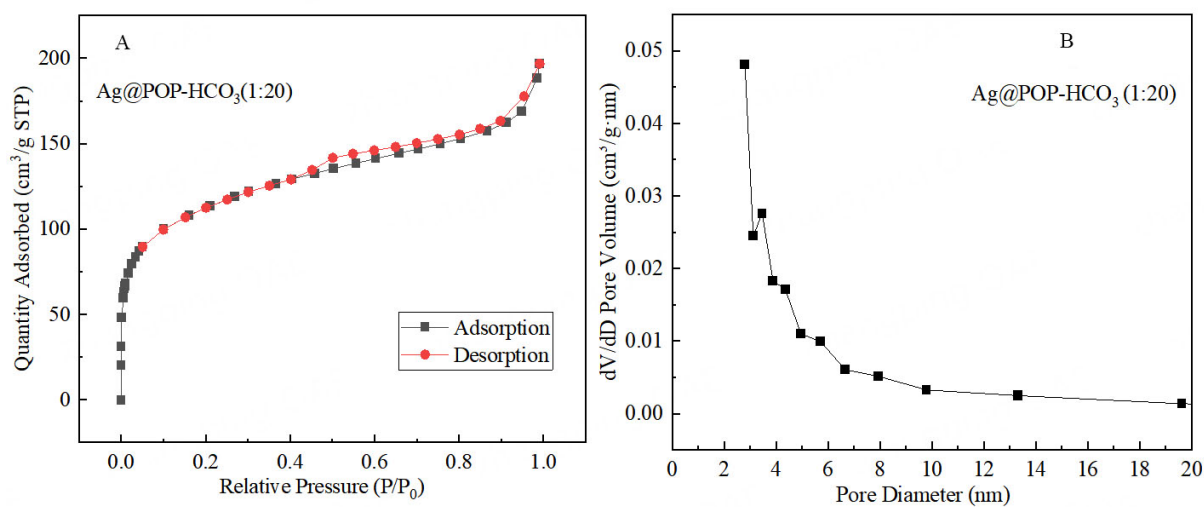 A
Ag@POP-HCO₃(1:20)
Quantity Adsorbed (cm³/g STP)
200
150
100
50
0
Adsorption
Desorption
0.0 0.2 0.4 0.6 0.8 1.0
Relative Pressure (P/P₀)
B
Ag@POP-HCO₃ (1:20)
dV/dD Pore Volume (cm³/g·nm)
0.05
0.04
0.03
0.02
0.01
0.00
0 2 4 6 8 10 12 14 16 18 20
Pore Diameter (nm)